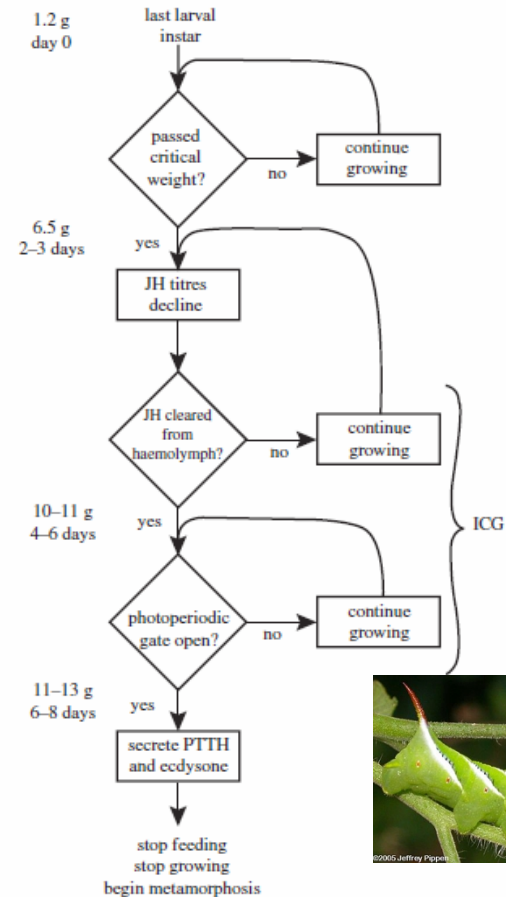 1.2 g
day 0
last larval
instar
passed
critical
weight?
no
continue
growing
6.5 g
2–3 days
yes
JH titres
decline
JH cleared
from
haemolymph?
no
continue
growing
ICG
10–11 g
4–6 days
yes
photoperiodic
gate open?
no
continue
growing
11–13 g
6–8 days
yes
secrete PTTH
and ecdysone
©2005 Jeffrey Pippen
stop feeding
stop growing
begin metamorphosis